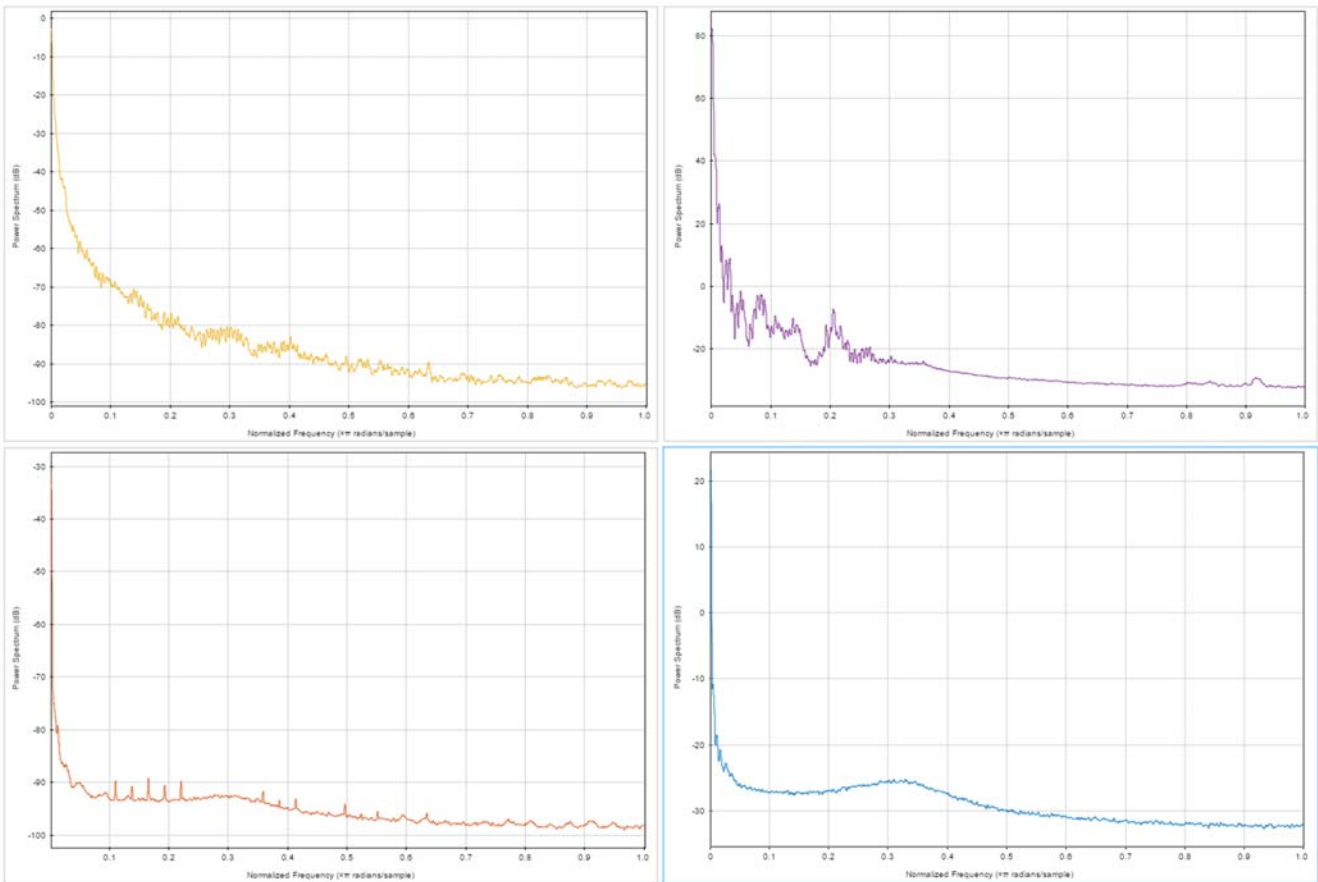 0
-10
-20
-30
-40
-50
-60
-70
-80
-90
-100
Power Spectrum (dB)
0 0.1 0.2 0.3 0.4 0.5 0.6 0.7 0.8 0.9 1.0
Normalized Frequency (×π radians/sample)
80
60
40
20
0
-20
Power Spectrum (dB)
0 0.1 0.2 0.3 0.4 0.5 0.6 0.7 0.8 0.9 1.0
Normalized Frequency (×π radians/sample)
-30
-40
-50
-60
-70
-80
-90
-100
Power Spectrum (dB)
0.1 0.2 0.3 0.4 0.5 0.6 0.7 0.8 0.9 1.0
Normalized Frequency (×π radians/sample)
20
10
0
-10
-20
-30
Power Spectrum (dB)
0 0.1 0.2 0.3 0.4 0.5 0.6 0.7 0.8 0.9 1.0
Normalized Frequency (×π radians/sample)